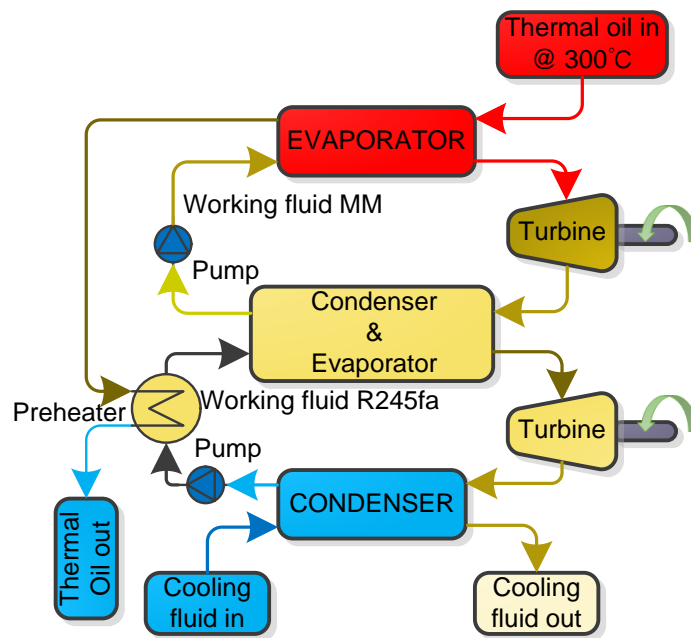 Thermal oil in
@ 300°C
EVAPORATOR
Working fluid MM
Turbine
Pump
Condenser
&
Evaporator
Preheater
Working fluid R245fa
Turbine
Pump
CONDENSER
Thermal
Oil out
Cooling
fluid in
Cooling
fluid out